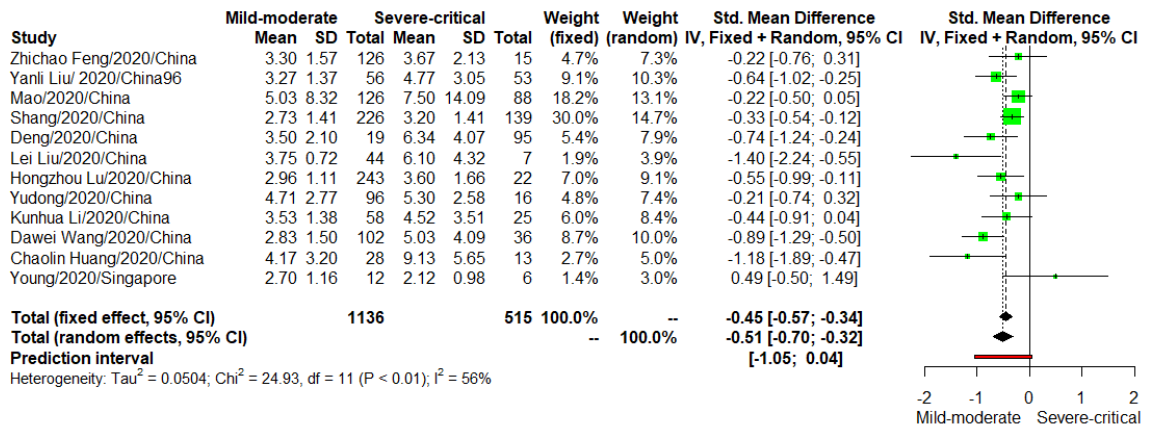 Mild-moderate Severe-critical Weight Weight Std. Mean Difference Std. Mean Difference
Study Mean SD Total Mean SD Total (fixed) (random) IV, Fixed + Random, 95% CI IV, Fixed + Random, 95% CI
Zhichao Feng/2020/China 3.30 1.57 126 3.67 2.13 15 4.7% 7.3% -0.22 [-0.76; 0.31]
Yanli Liu/ 2020/China96 3.27 1.37 56 4.77 3.05 53 9.1% 10.3% -0.64 [-1.02; -0.25]
Mao/2020/China 5.03 8.32 126 7.50 14.09 88 18.2% 13.1% -0.22 [-0.50; 0.05]
Shang/2020/China 2.73 1.41 226 3.20 1.41 139 30.0% 14.7% -0.33 [-0.54; -0.12]
Deng/2020/China 3.50 2.10 19 6.34 4.07 95 5.4% 7.9% -0.74 [-1.24; -0.24]
Lei Liu/2020/China 3.75 0.72 44 6.10 4.32 7 1.9% 3.9% -1.40 [-2.24; -0.55]
Hongzhou Lu/2020/China 2.96 1.11 243 3.60 1.66 22 7.0% 9.1% -0.55 [-0.99; -0.11]
Yudong/2020/China 4.71 2.77 96 5.30 2.58 16 4.8% 7.4% -0.21 [-0.74; 0.32]
Kunhua Li/2020/China 3.53 1.38 58 4.52 3.51 25 6.0% 8.4% -0.44 [-0.91; 0.04]
Dawei Wang/2020/China 2.83 1.50 102 5.03 4.09 36 8.7% 10.0% -0.89 [-1.29; -0.50]
Chaolin Huang/2020/China 4.17 3.20 28 9.13 5.65 13 2.7% 5.0% -1.18 [-1.89; -0.47]
Young/2020/Singapore 2.70 1.16 12 2.12 0.98 6 1.4% 3.0% 0.49 [-0.50; 1.49]
Total (fixed effect, 95% CI) 1136 515 100.0% -- -0.45 [-0.57; -0.34]
Total (random effects, 95% CI) -- 100.0% -0.51 [-0.70; -0.32]
Prediction interval [-1.05; 0.04]
Heterogeneity: Tau² = 0.0504; Chi² = 24.93, df = 11 (P < 0.01); I² = 56%
-2 -1 0 1 2
Mild-moderate Severe-critical